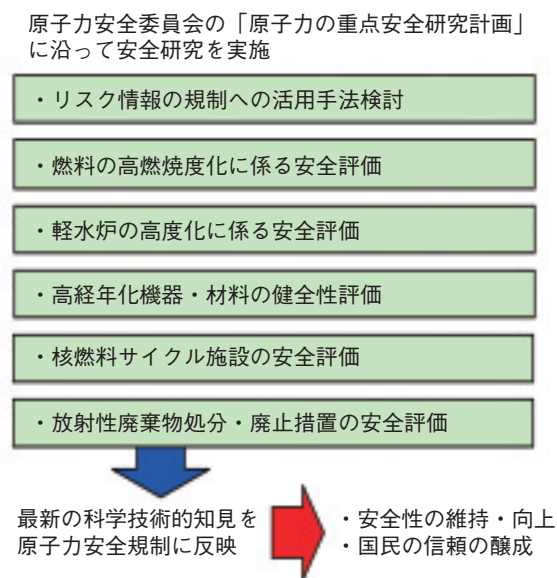 原子力安全委員会の「原子力の重点安全研究計画」
に沿って安全研究を実施
・リスク情報の規制への活用手法検討
・燃料の高燃焼度化に係る安全評価
・軽水炉の高度化に係る安全評価
・高経年化機器・材料の健全性評価
・核燃料サイクル施設の安全評価
・放射性廃棄物処分・廃止措置の安全評価
最新の科学技術的知見を
原子力安全規制に反映
・安全性の維持・向上
・国民の信頼の醸成